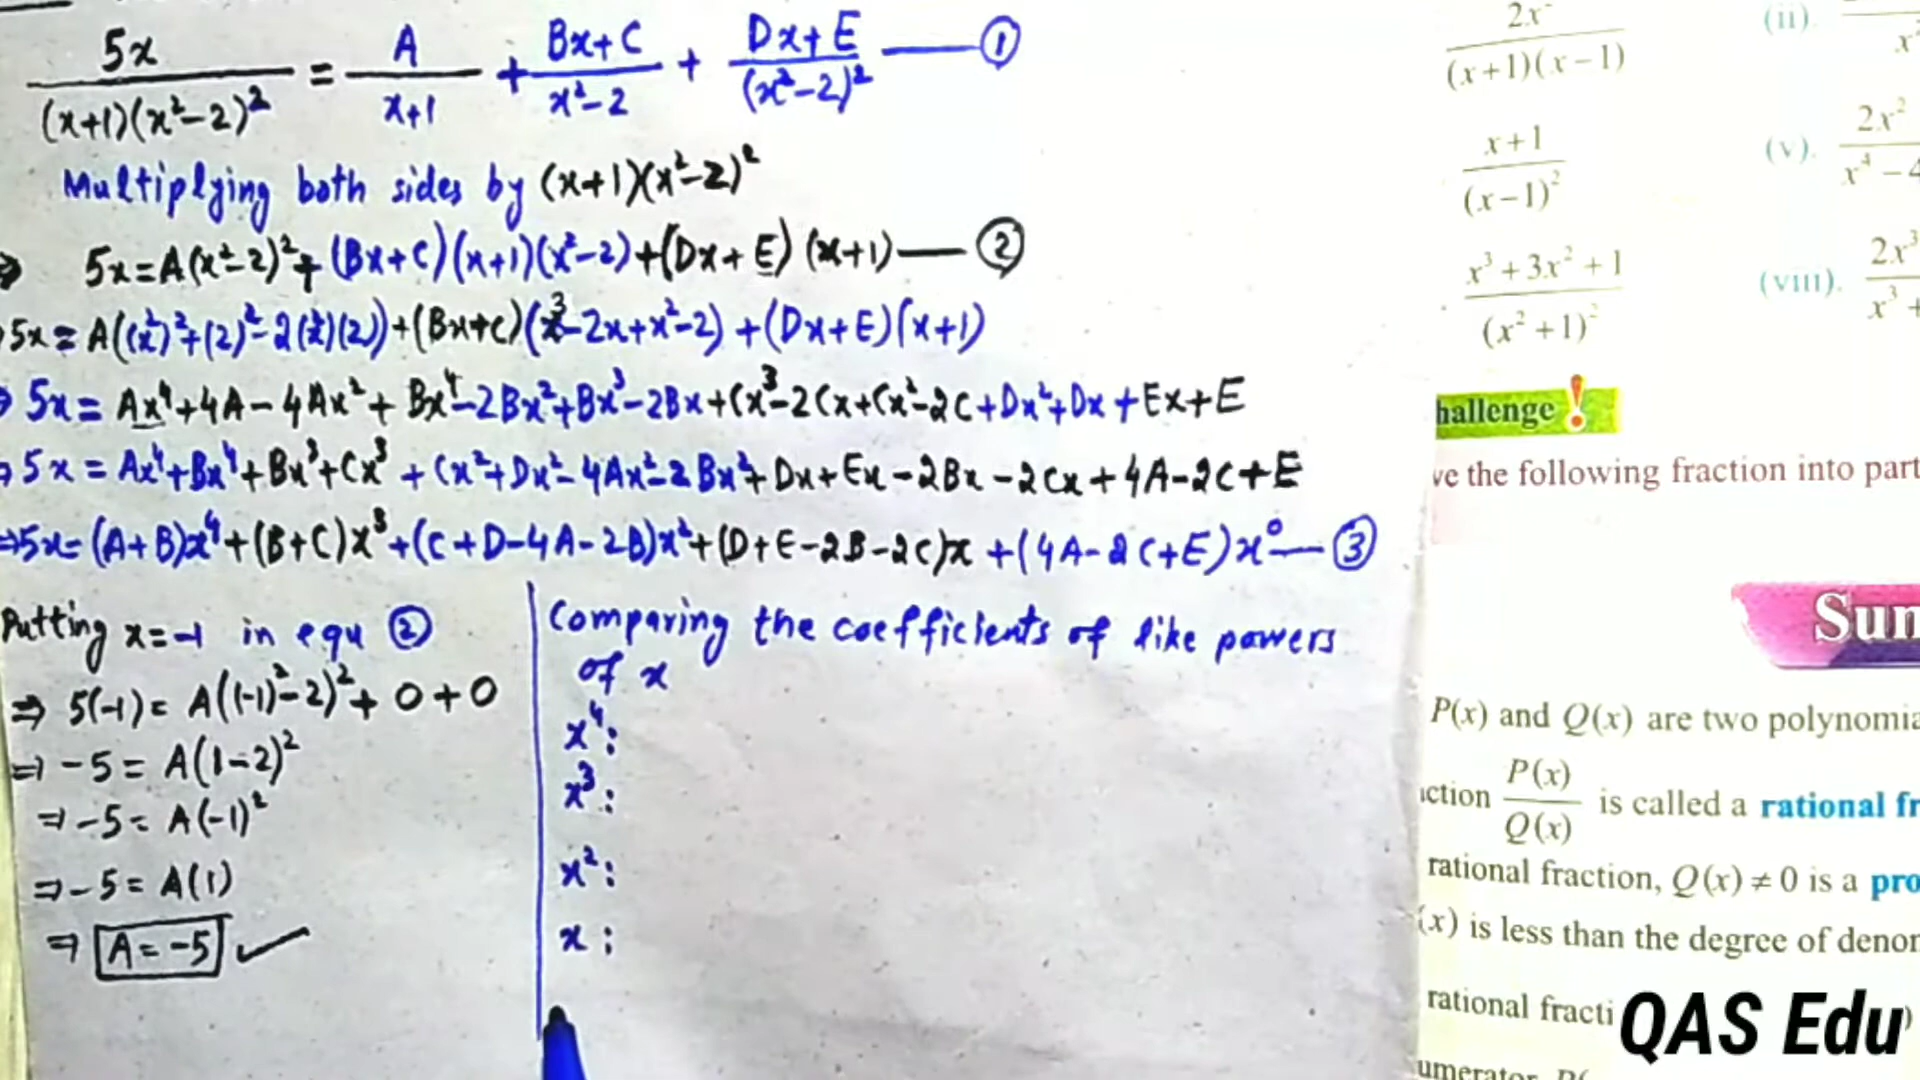 5x/((x+1)(x²-2)²) = A/(x+1) + (Bx+C)/(x²-2) + (Dx+E)/(x²-2)² —— ①
Multiplying both sides by (x+1)(x²-2)²
⇒ 5x = A(x²-2)² + (Bx+C)(x+1)(x²-2) + (Dx+E)(x+1) —— ②
⇒ 5x = A((x²)²+(2)²-2(x²)(2)) + (Bx+C)(x³-2x+x²-2) + (Dx+E)(x+1)
⇒ 5x = Ax⁴+4A-4Ax²+Bx⁴-2Bx²+Bx³-2Bx+Cx³-2Cx+Cx²-2C+Dx²+Dx+Ex+E
⇒ 5x = Ax⁴+Bx⁴+Bx³+Cx³+Cx²+Dx²-4Ax²-2Bx²+Dx+Ex-2Bx-2Cx+4A-2C+E
⇒ 5x = (A+B)x⁴+(B+C)x³+(C+D-4A-2B)x²+(D+E-2B-2C)x+(4A-2C+E)x⁰ —— ③
Putting x=-1 in equ ②
⇒ 5(-1) = A((-1)²-2)² + 0 + 0
⇒ -5 = A(1-2)²
⇒ -5 = A(-1)²
⇒ -5 = A(1)
⇒ A = -5 ✓
Comparing the coefficients of like powers
of x
x⁴:
x³:
x²:
x:
2x/((x+1)(x-1))
(ii).
(x+1)/(x-1)²
(v). 2x²/(x⁴-4
(x³+3x²+1)/(x²+1)²
(viii). 2x³/(x³+
hallenge !
ve the following fraction into part
Sum
P(x) and Q(x) are two polynomia
action P(x)/Q(x) is called a rational fr
rational fraction, Q(x) ≠ 0 is a pro
(x) is less than the degree of denor
rational fracti
QAS Edu
umerator,